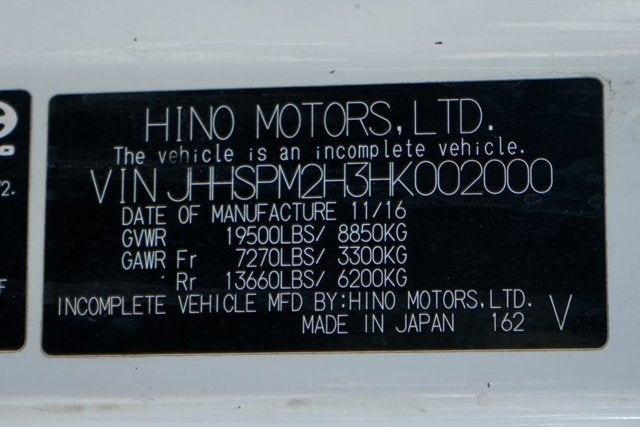 HINO MOTORS,LTD.
The vehicle is an incomplete vehicle.
VIN JHHSPM2H3HK002000
DATE OF MANUFACTURE 11/16
GVWR 19500LBS/ 8850KG
GAWR Fr 7270LBS/ 3300KG
Rr 13660LBS/ 6200KG
INCOMPLETE VEHICLE MFD BY:HINO MOTORS,LTD. V
MADE IN JAPAN 162